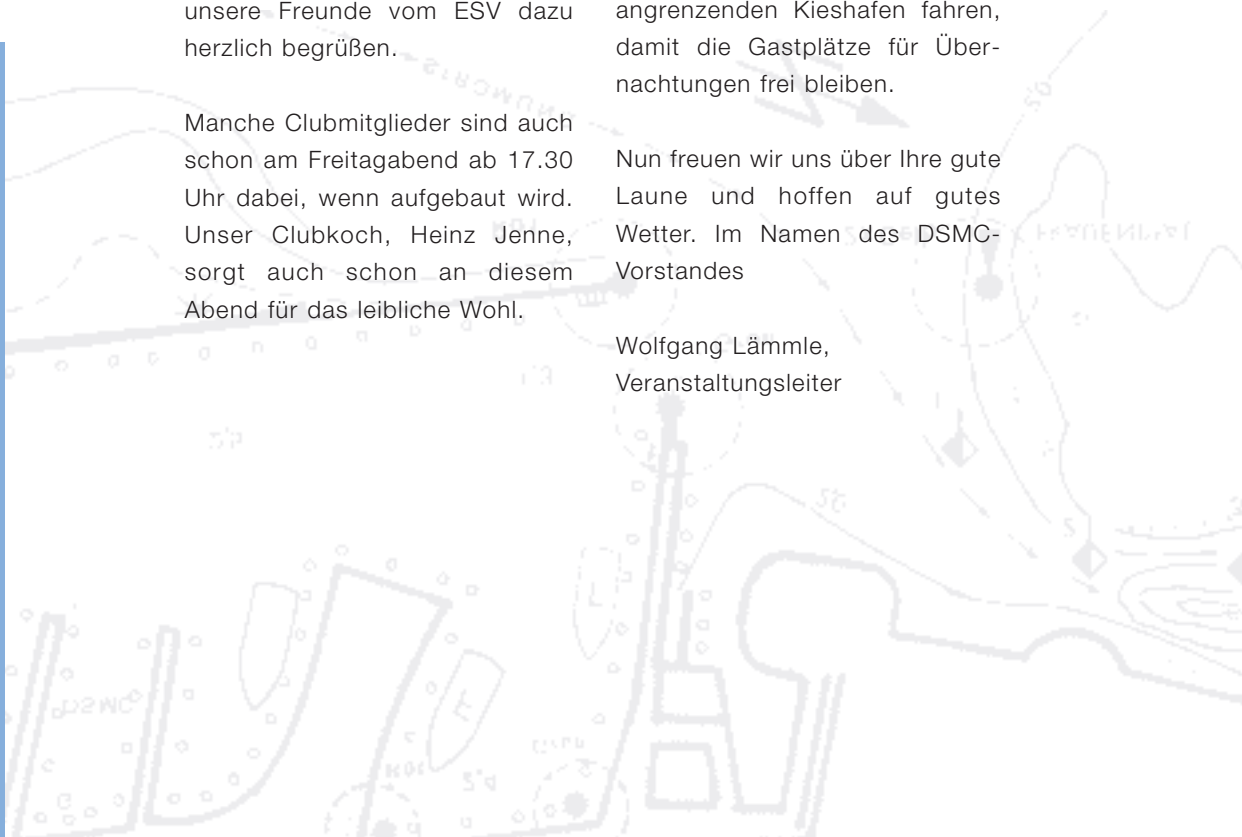 unsere Freunde vom ESV dazu
herzlich begrüßen.
Manche Clubmitglieder sind auch
schon am Freitagabend ab 17.30
Uhr dabei, wenn aufgebaut wird.
Unser Clubkoch, Heinz Jenne,
sorgt auch schon an diesem
Abend für das leibliche Wohl.
angrenzenden Kieshafen fahren,
damit die Gastplätze für Über-
nachtungen frei bleiben.
Nun freuen wir uns über Ihre gute
Laune und hoffen auf gutes
Wetter. Im Namen des DSMC-
Vorstandes
Wolfgang Lämmle,
Veranstaltungsleiter